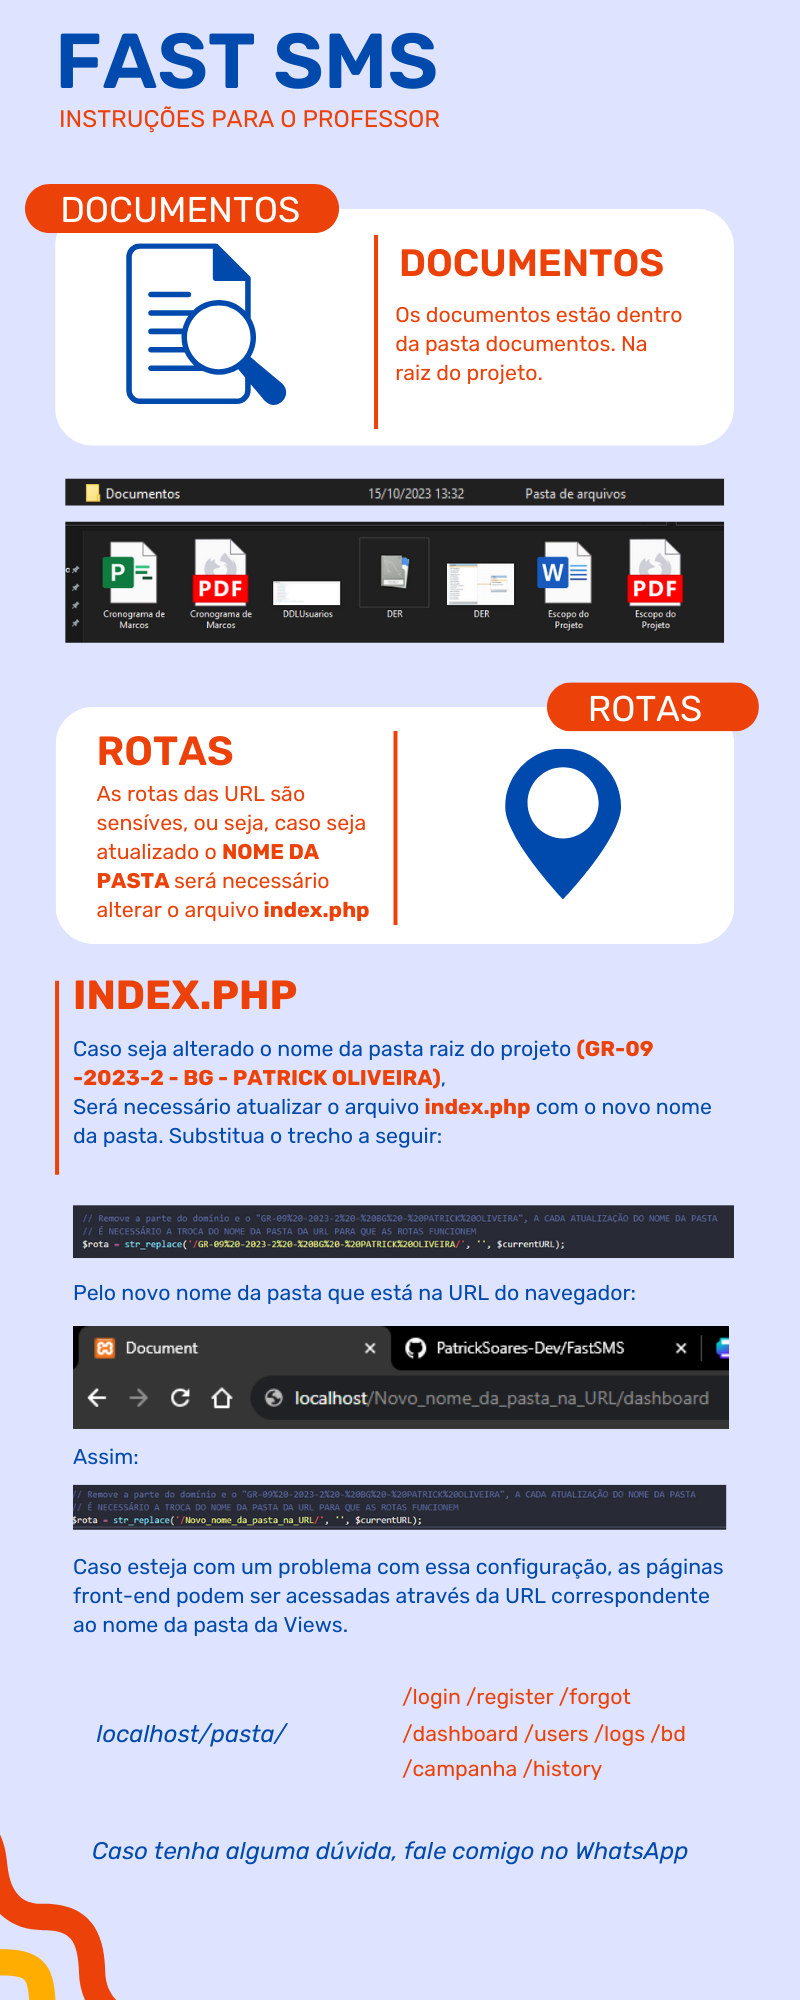 FAST SMS
INSTRUÇÕES PARA O PROFESSOR
DOCUMENTOS
DOCUMENTOS
Os documentos estão dentro
da pasta documentos. Na
raiz do projeto.
Documentos 15/10/2023 13:32 Pasta de arquivos
P PDF W PDF
Cronograma de Marcos
Cronograma de Marcos
DDLUsuarios
DER
DER
Escopo do Projeto
Escopo do Projeto
ROTAS
ROTAS
As rotas das URL são
sensíves, ou seja, caso seja
atualizado o NOME DA
PASTA será necessário
alterar o arquivo index.php
INDEX.PHP
Caso seja alterado o nome da pasta raiz do projeto (GR-09
-2023-2 - BG - PATRICK OLIVEIRA),
Será necessário atualizar o arquivo index.php com o novo nome
da pasta. Substitua o trecho a seguir:
// Remove a parte do domínio e o "GR-09%20-2023-2%20-%20BG%20-%20PATRICK%20OLIVEIRA", A CADA ATUALIZAÇÃO DO NOME DA PASTA
// É NECESSÁRIO A TROCA DO NOME DA PASTA DA URL PARA QUE AS ROTAS FUNCIONEM
$rota = str_replace('/GR-09%20-2023-2%20-%20BG%20-%20PATRICK%20OLIVEIRA/', '', $currentURL);
Pelo novo nome da pasta que está na URL do navegador:
Document PatrickSoares-Dev/FastSMS
localhost/Novo_nome_da_pasta_na_URL/dashboard
Assim:
// Remove a parte do domínio e o "GR-09%20-2023-2%20-%20BG%20-%20PATRICK%20OLIVEIRA", A CADA ATUALIZAÇÃO DO NOME DA PASTA
// É NECESSÁRIO A TROCA DO NOME DA PASTA DA URL PARA QUE AS ROTAS FUNCIONEM
$rota = str_replace('/Novo_nome_da_pasta_na_URL/', '', $currentURL);
Caso esteja com um problema com essa configuração, as páginas
front-end podem ser acessadas através da URL correspondente
ao nome da pasta da Views.
localhost/pasta/
/login /register /forgot
/dashboard /users /logs /bd
/campanha /history
Caso tenha alguma dúvida, fale comigo no WhatsApp